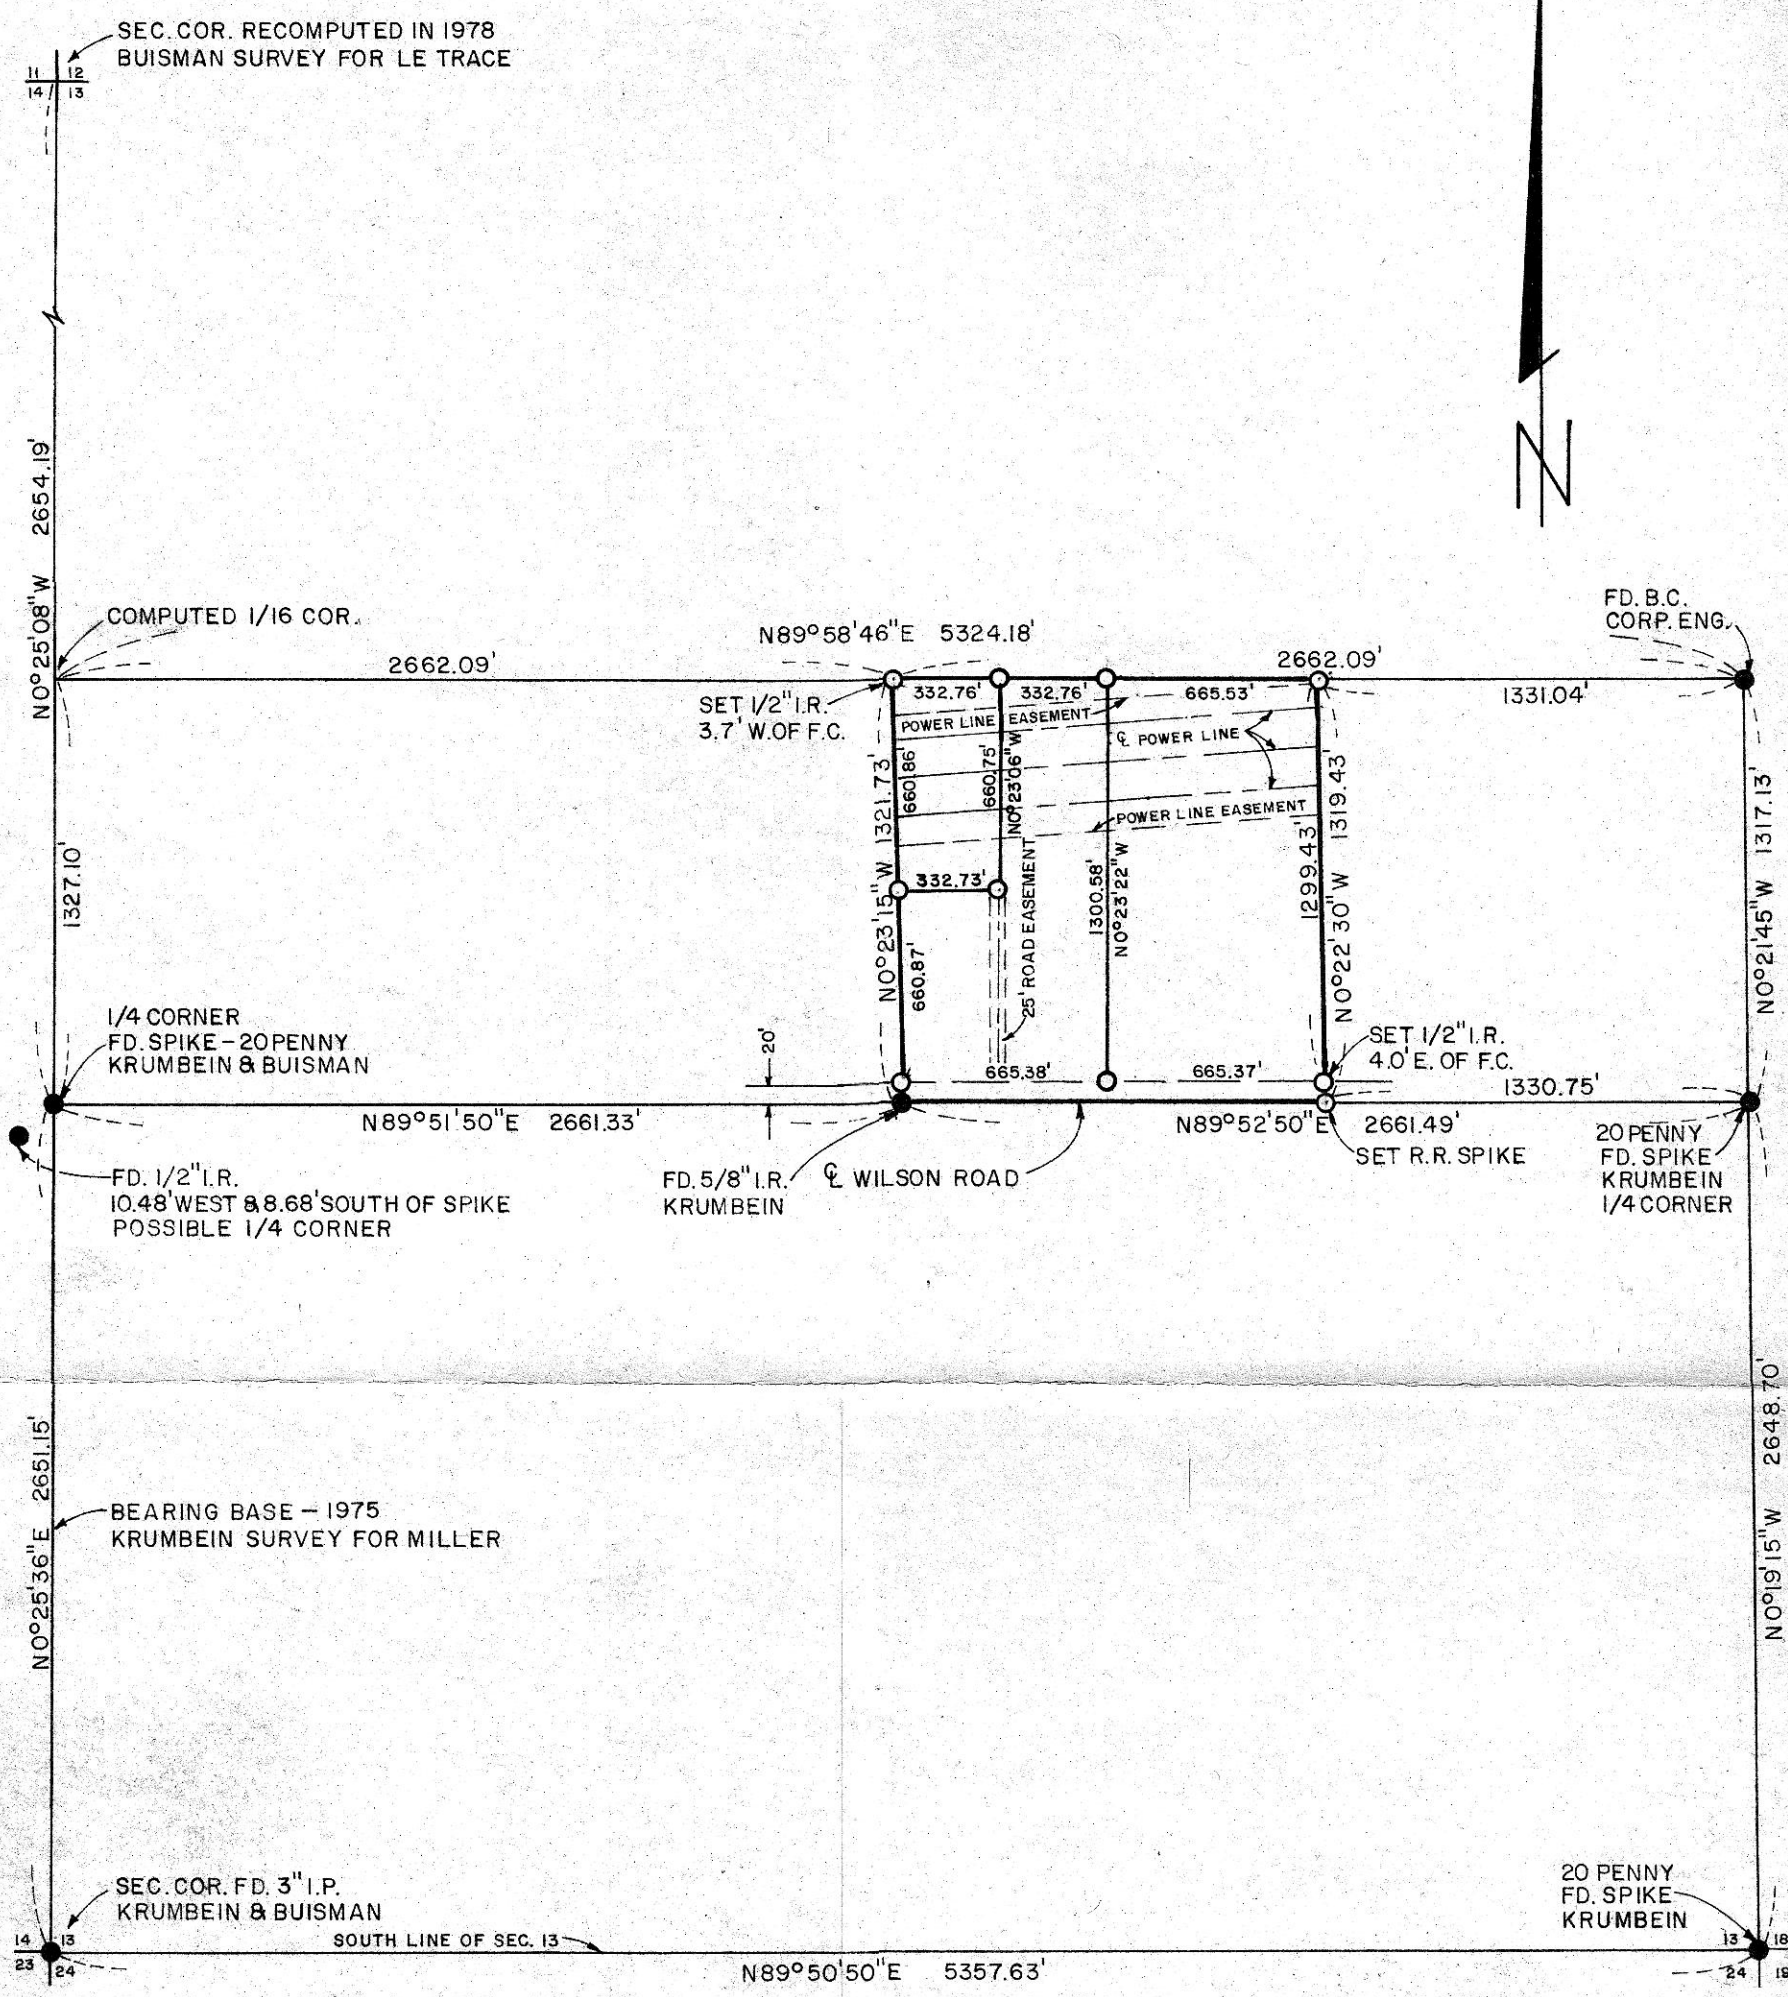 SEC. COR. RECOMPUTED IN 1978
BUISMAN SURVEY FOR LE TRACE
11 12
14 13
N0°25'08"W 2654.19'
N
COMPUTED 1/16 COR.
N89°58'46"E 5324.18'
2662.09'
2662.09'
FD. B.C.
CORP. ENG.
1331.04'
SET 1/2" I.R.
3.7' W. OF F.C.
332.76'
332.76'
665.53'
POWER LINE EASEMENT
℄ POWER LINE
POWER LINE EASEMENT
660.86'
660.75'
N0°23'06"W
N0°23'15"W 1321.73'
332.73'
660.87'
25' ROAD EASEMENT
1300.58'
N0°23'22"W
1299.43'
N0°22'30"W 1319.43'
N0°21'45"W 1317.13'
1327.10'
1/4 CORNER
FD. SPIKE - 20 PENNY
KRUMBEIN & BUISMAN
20'
665.38'
665.37'
SET 1/2" I.R.
4.0' E. OF F.C.
1330.75'
N89°51'50"E 2661.33'
N89°52'50"E 2661.49'
FD. 1/2" I.R.
10.48' WEST & 8.68' SOUTH OF SPIKE
POSSIBLE 1/4 CORNER
FD. 5/8" I.R.
KRUMBEIN
℄ WILSON ROAD
SET R.R. SPIKE
20 PENNY
FD. SPIKE
KRUMBEIN
1/4 CORNER
N0°25'36"E 2651.15'
BEARING BASE - 1975
KRUMBEIN SURVEY FOR MILLER
N0°19'15"W 2648.70'
SEC. COR. FD. 3" I.P.
KRUMBEIN & BUISMAN
20 PENNY
FD. SPIKE
KRUMBEIN
14 13
23 24
SOUTH LINE OF SEC. 13
13 18
24 19
N89°50'50"E 5357.63'